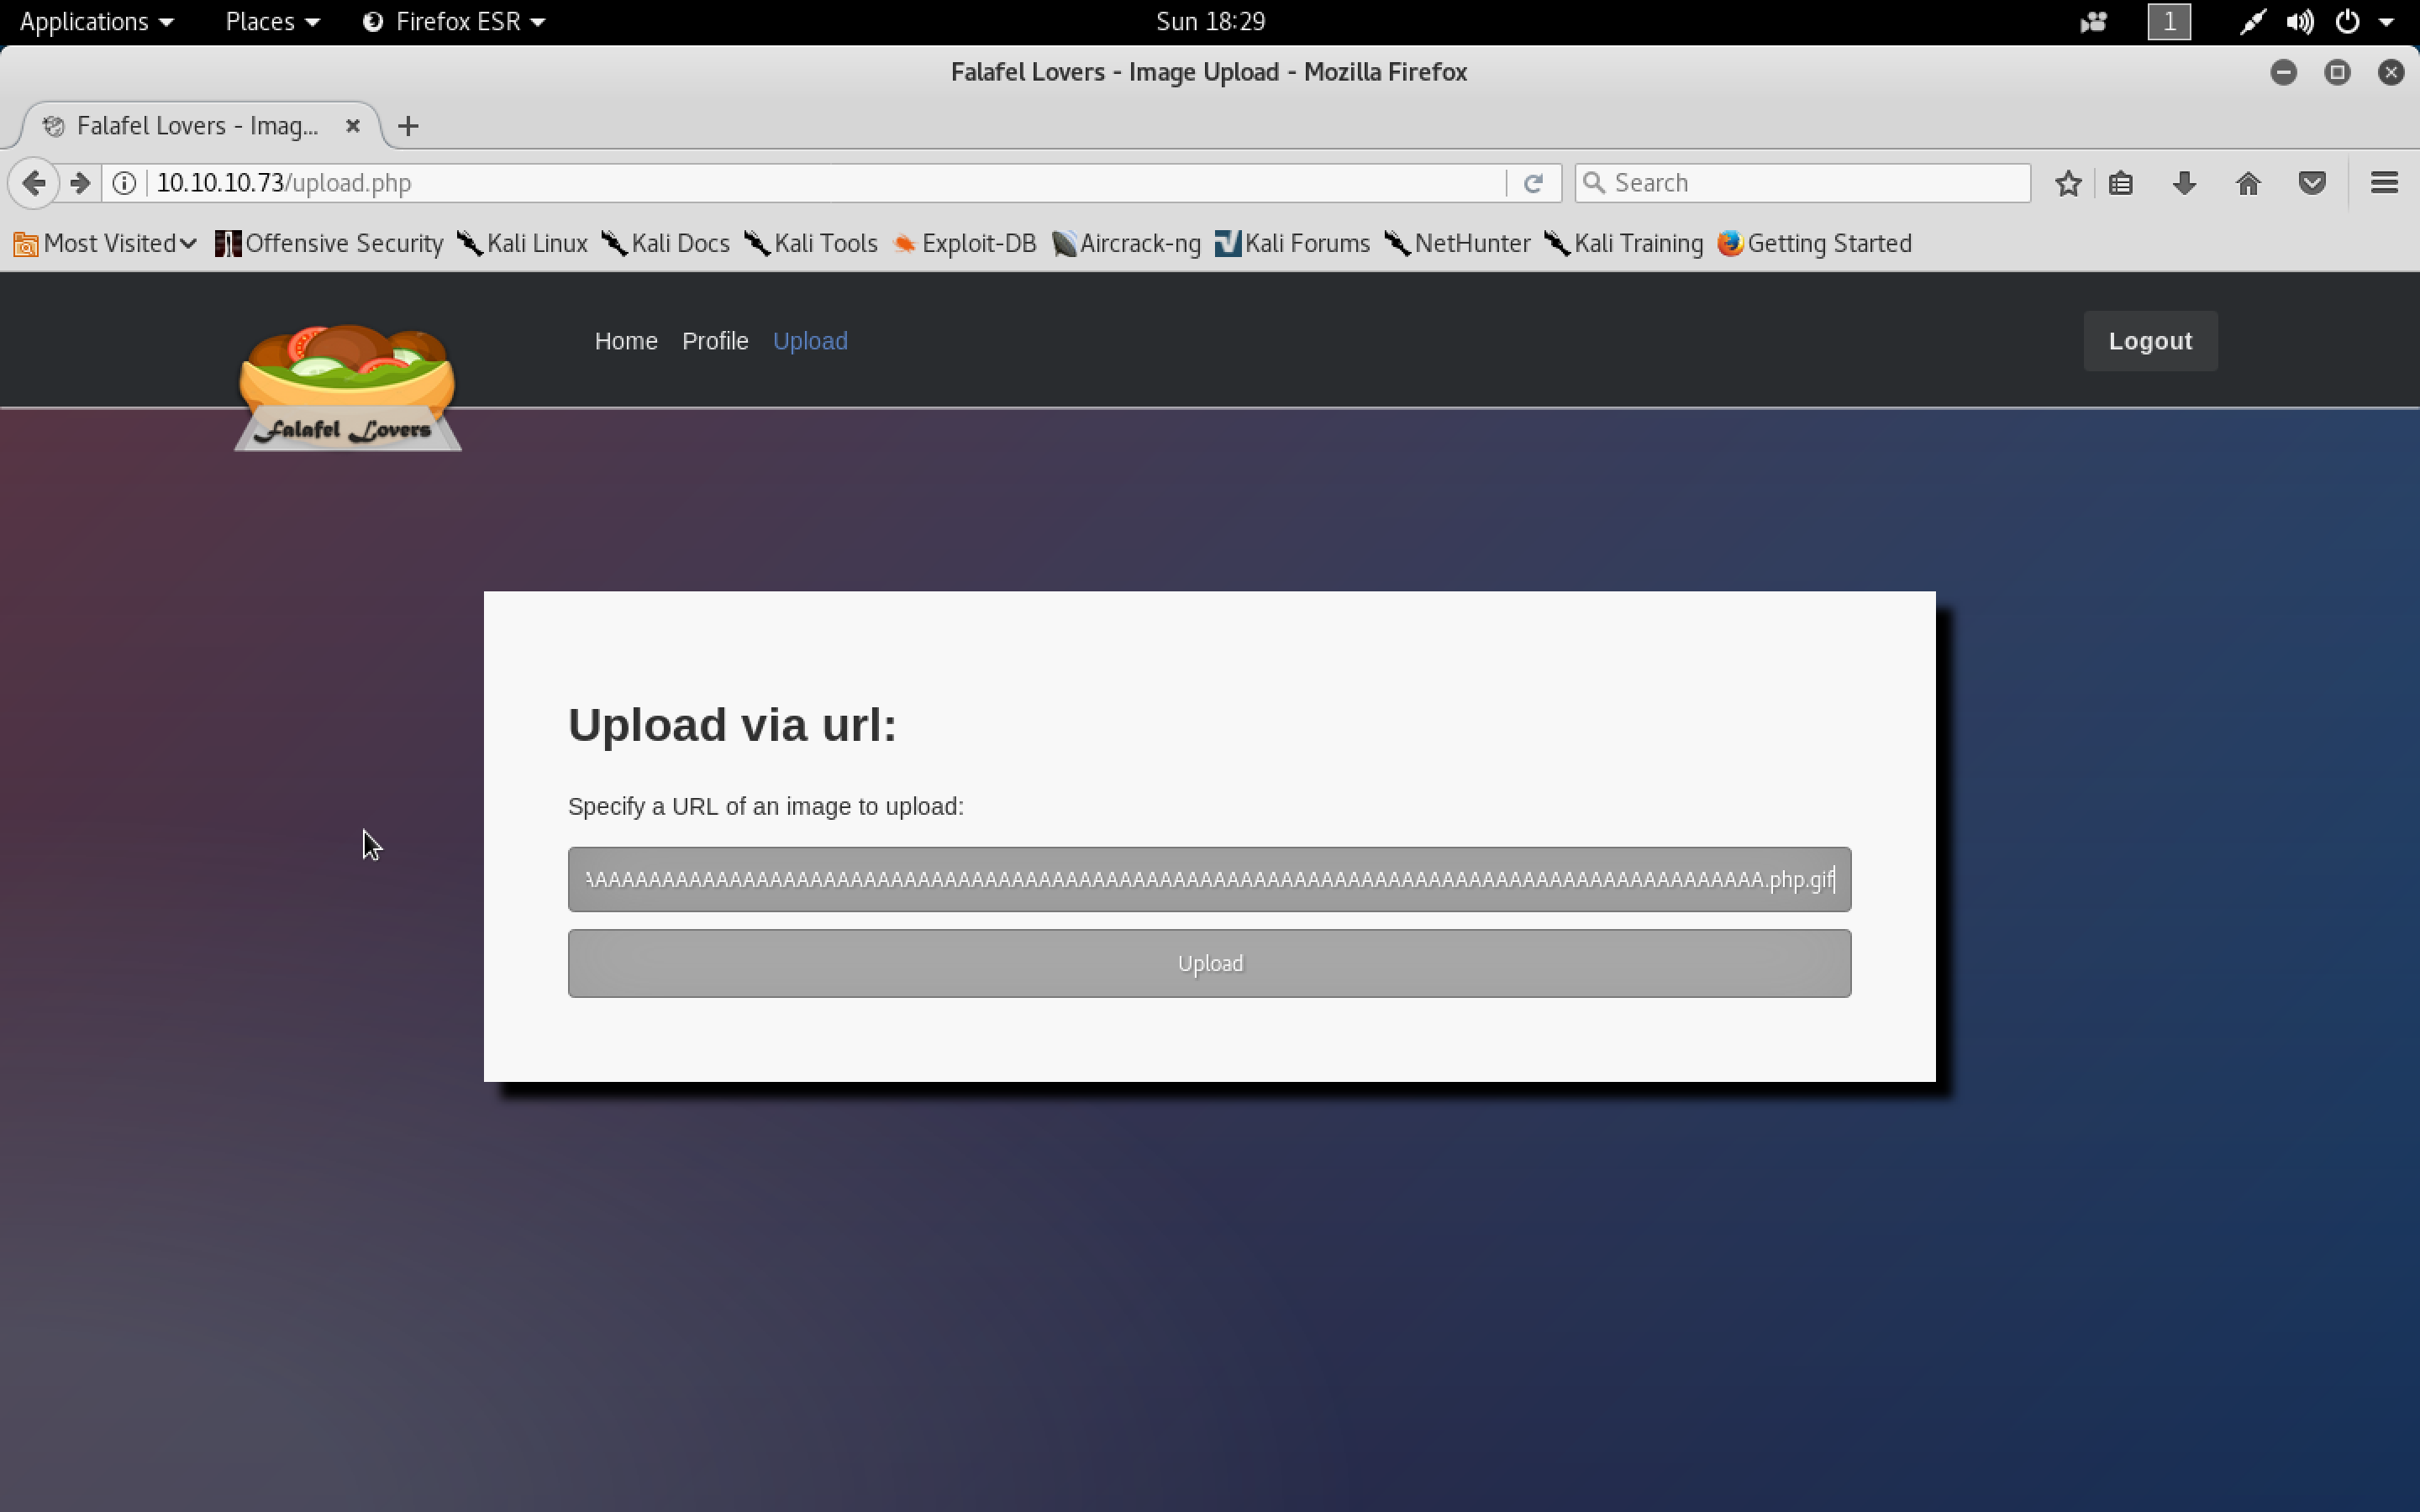 Applications Places Firefox ESR Sun 18:29 1
Falafel Lovers - Image Upload - Mozilla Firefox
Falafel Lovers - Imag...
10.10.10.73/upload.php Search
Most Visited Offensive Security Kali Linux Kali Docs Kali Tools Exploit-DB Aircrack-ng Kali Forums NetHunter Kali Training Getting Started
Home Profile Upload Logout
Falafel Lovers
Upload via url:
Specify a URL of an image to upload:
AAAAAAAAAAAAAAAAAAAAAAAAAAAAAAAAAAAAAAAAAAAAAAAAAAAAAAAAAAAAAAAAAAAAAAAAAAAAAAAAAAAAAAAA.php.gif
Upload